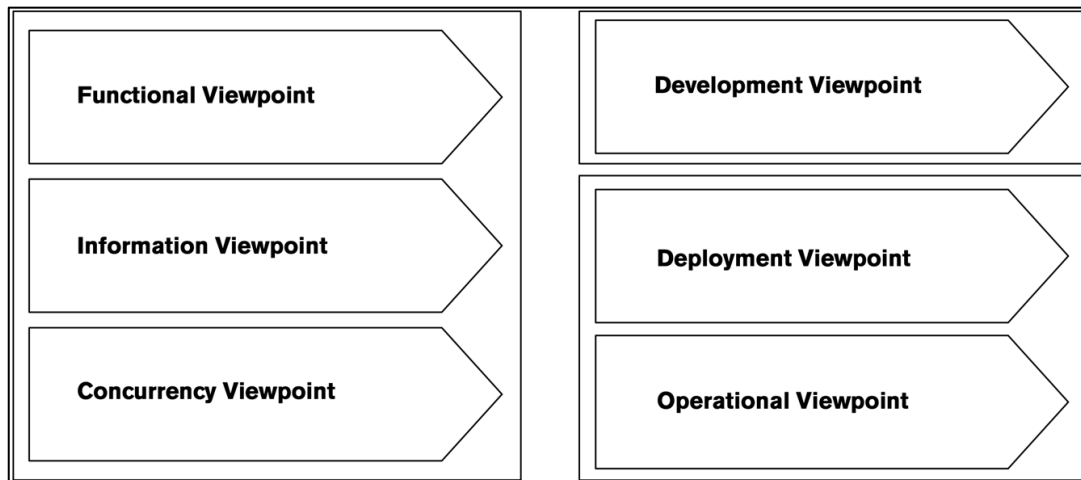 Functional Viewpoint
Information Viewpoint
Concurrency Viewpoint
Development Viewpoint
Deployment Viewpoint
Operational Viewpoint